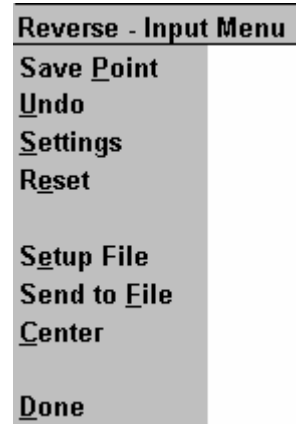 Reverse - Input Menu
Save Point
Undo
Settings
Reset
Setup File
Send to File
Center
Done